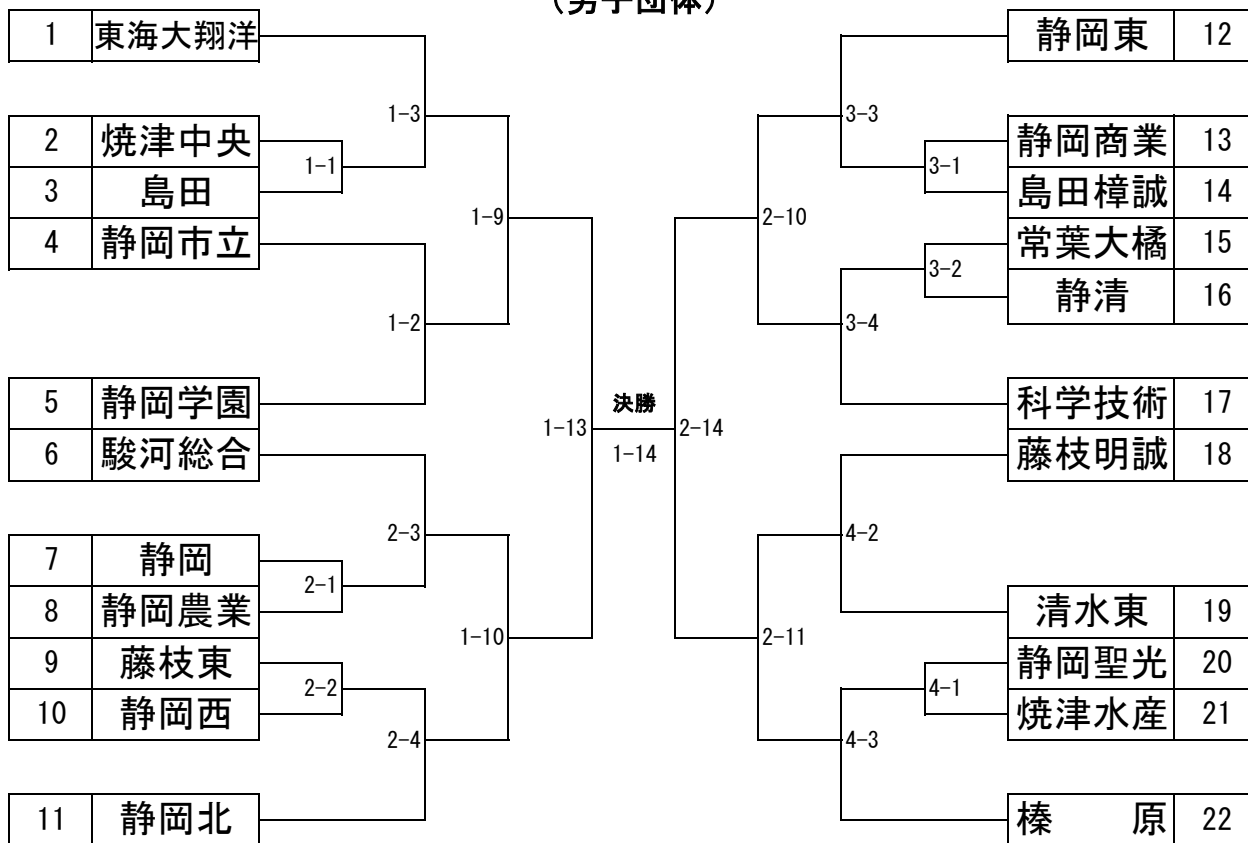 （男子団体）
1 東海大翔洋
2 焼津中央
3 島田
4 静岡市立
5 静岡学園
6 駿河総合
7 静岡
8 静岡農業
9 藤枝東
10 静岡西
11 静岡北
1-3
1-1
1-9
1-2
1-13
2-3
2-1
1-10
2-2
2-4
決勝
1-14
2-14
3-3
3-1
2-10
3-2
3-4
4-2
2-11
4-1
4-3
静岡東 12
静岡商業 13
島田樟誠 14
常葉大橘 15
静清 16
科学技術 17
藤枝明誠 18
清水東 19
静岡聖光 20
焼津水産 21
榛　原 22